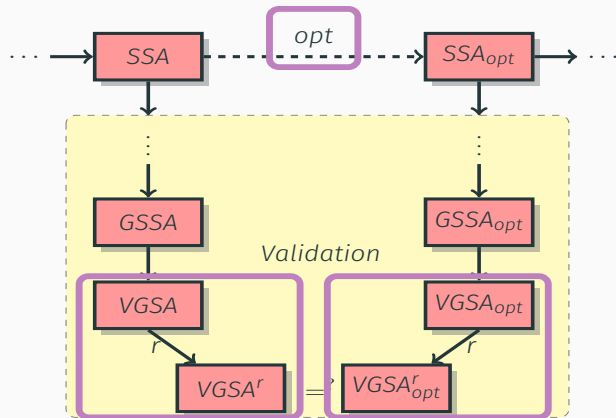 opt
... SSA SSA_opt ...
⋮ ⋮
GSSA GSSA_opt
Validation
VGSA VGSA_opt
r r
VGSA^r =? VGSA^r_opt